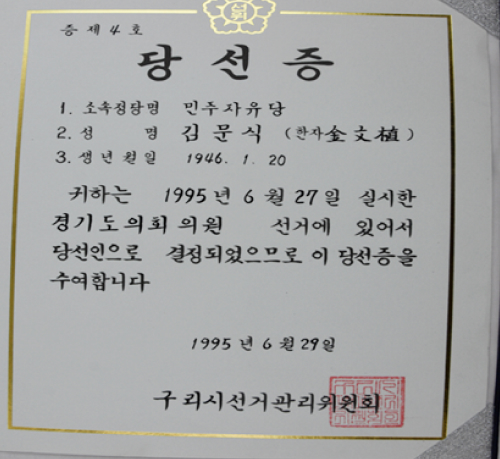 선위
증 제 4 호
당 선 증
1. 소속정당명 민주자유당
2. 성 명 김 문 식 (한자 金文植)
3. 생 년 월 일 1946. 1. 20
귀하는 1995년 6월 27일 실시한
경기도의회의원 선거에 있어서
당선인으로 결정되었으므로 이 당선증을
수여합니다
1995년 6월 29일
구리시선거관리위원회